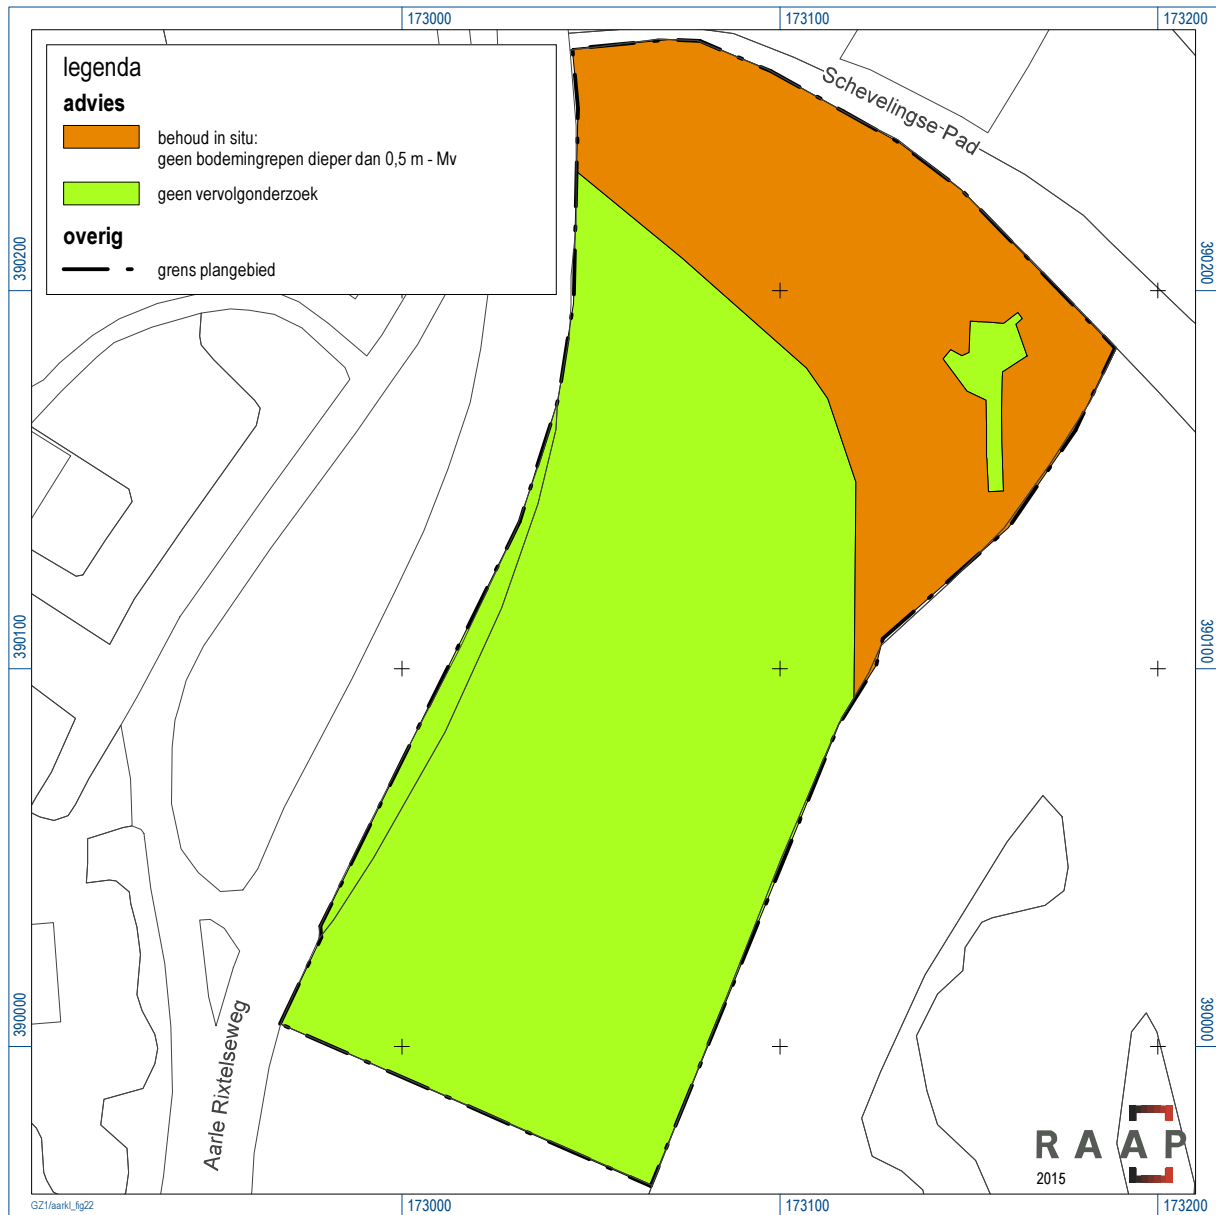 173000
173100
173200
legenda
advies
behoud in situ:
geen bodemingrepen dieper dan 0,5 m - Mv
geen vervolgonderzoek
overig
grens plangebied
Schevelingse-Pad
390200
390200
390100
390100
390000
390000
Aarle Rixtelseweg
RAAP
2015
GZ1/aarkl_fig22
173000
173100
173200